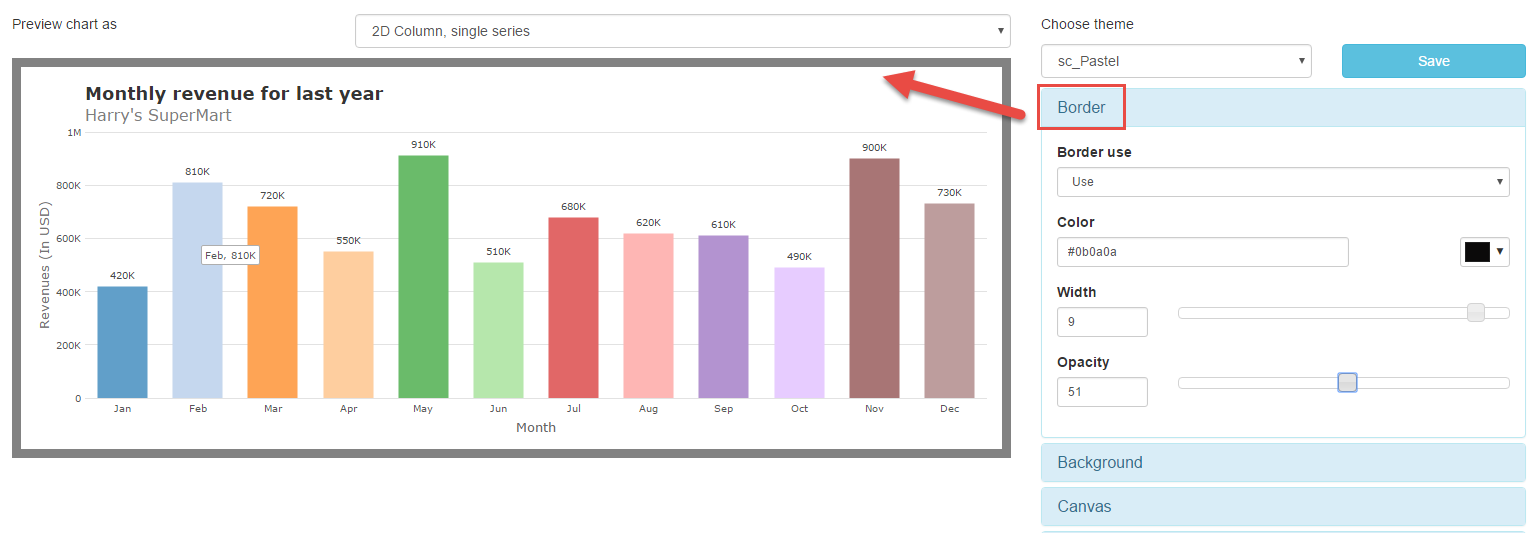 Preview chart as
2D Column, single series
Monthly revenue for last year
Harry's SuperMart
Revenues (In USD)
1M
800K
600K
400K
200K
0
420K
810K
720K
550K
910K
510K
680K
620K
610K
490K
900K
730K
Feb, 810K
Jan
Feb
Mar
Apr
May
Jun
Jul
Aug
Sep
Oct
Nov
Dec
Month
Choose theme
sc_Pastel
Save
Border
Border use
Use
Color
#0b0a0a
Width
9
Opacity
51
Background
Canvas